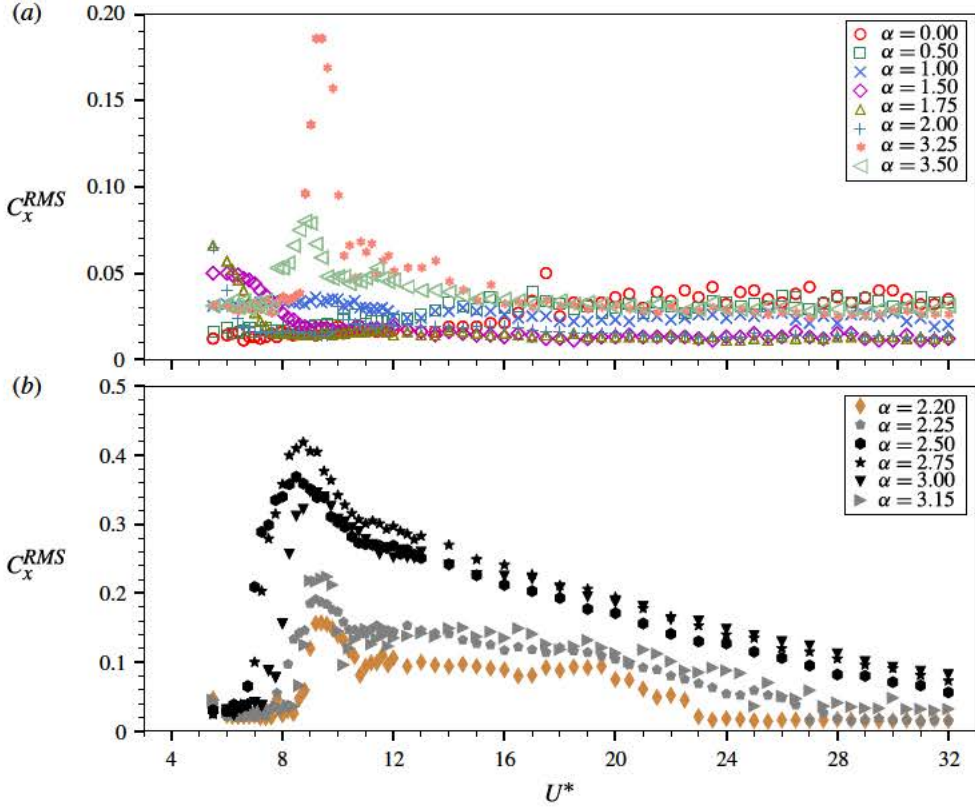 (a)
0.20
0.15
0.10
0.05
0
C_x^{RMS}
α = 0.00
α = 0.50
α = 1.00
α = 1.50
α = 1.75
α = 2.00
α = 3.25
α = 3.50
(b)
0.5
0.4
0.3
0.2
0.1
0
C_x^{RMS}
α = 2.20
α = 2.25
α = 2.50
α = 2.75
α = 3.00
α = 3.15
4 8 12 16 20 24 28 32
U*